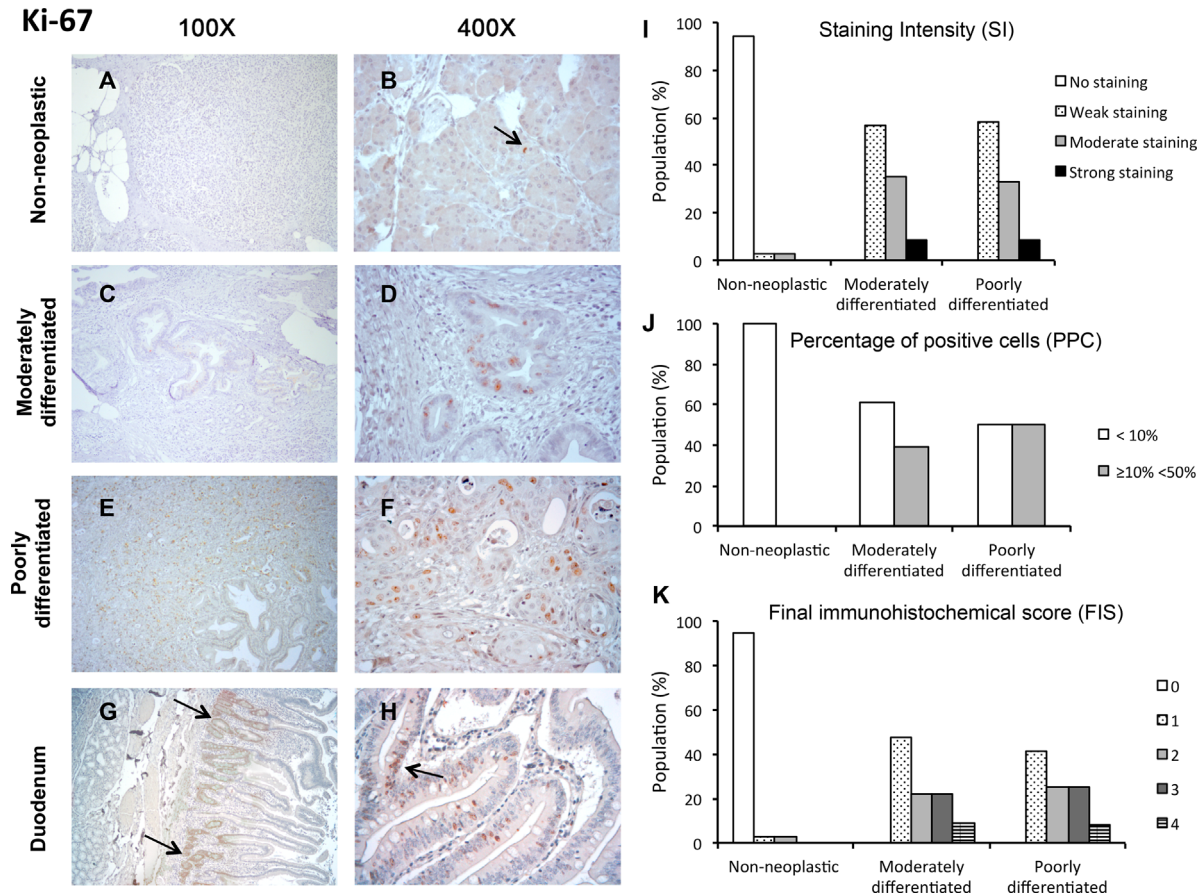 Ki-67
100X
400X
Non-neoplastic
A
B
Moderately
differentiated
C
D
Poorly
differentiated
E
F
Duodenum
G
H
I
Staining Intensity (SI)
Population( %)
100
80
60
40
20
0
Non-neoplastic
Moderately
differentiated
Poorly
differentiated
No staining
Weak staining
Moderate staining
Strong staining
J
Percentage of positive cells (PPC)
Population (%)
100
80
60
40
20
0
Non-neoplastic
Moderately
differentiated
Poorly
differentiated
< 10%
≥10% <50%
K
Final immunohistochemical score (FIS)
Population (%)
100
80
60
40
20
0
Non-neoplastic
Moderately
differentiated
Poorly
differentiated
0
1
2
3
4